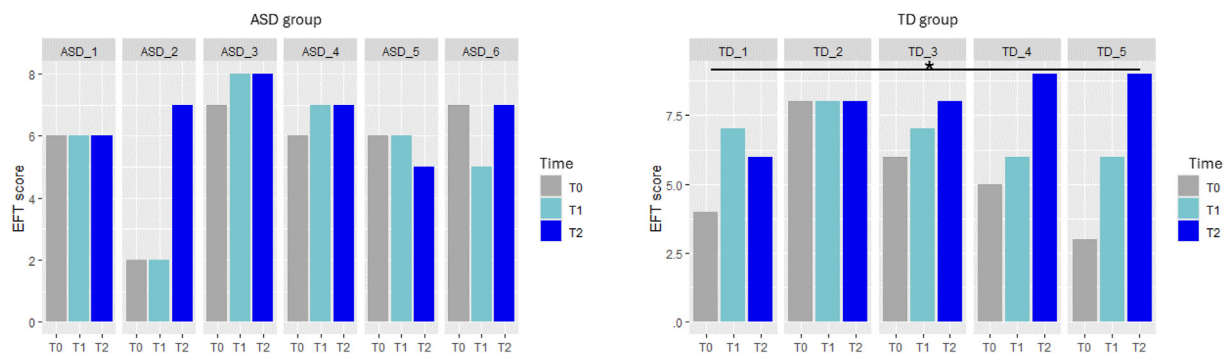 ASD group
ASD_1 ASD_2 ASD_3 ASD_4 ASD_5 ASD_6
8
6
4
2
0
EFT score
T0 T1 T2 T0 T1 T2 T0 T1 T2 T0 T1 T2 T0 T1 T2 T0 T1 T2
Time
T0
T1
T2
TD group
TD_1 TD_2 TD_3 TD_4 TD_5
*
7.5
5.0
2.5
.0
EFT score
T0 T1 T2 T0 T1 T2 T0 T1 T2 T0 T1 T2 T0 T1 T2
Time
T0
T1
T2